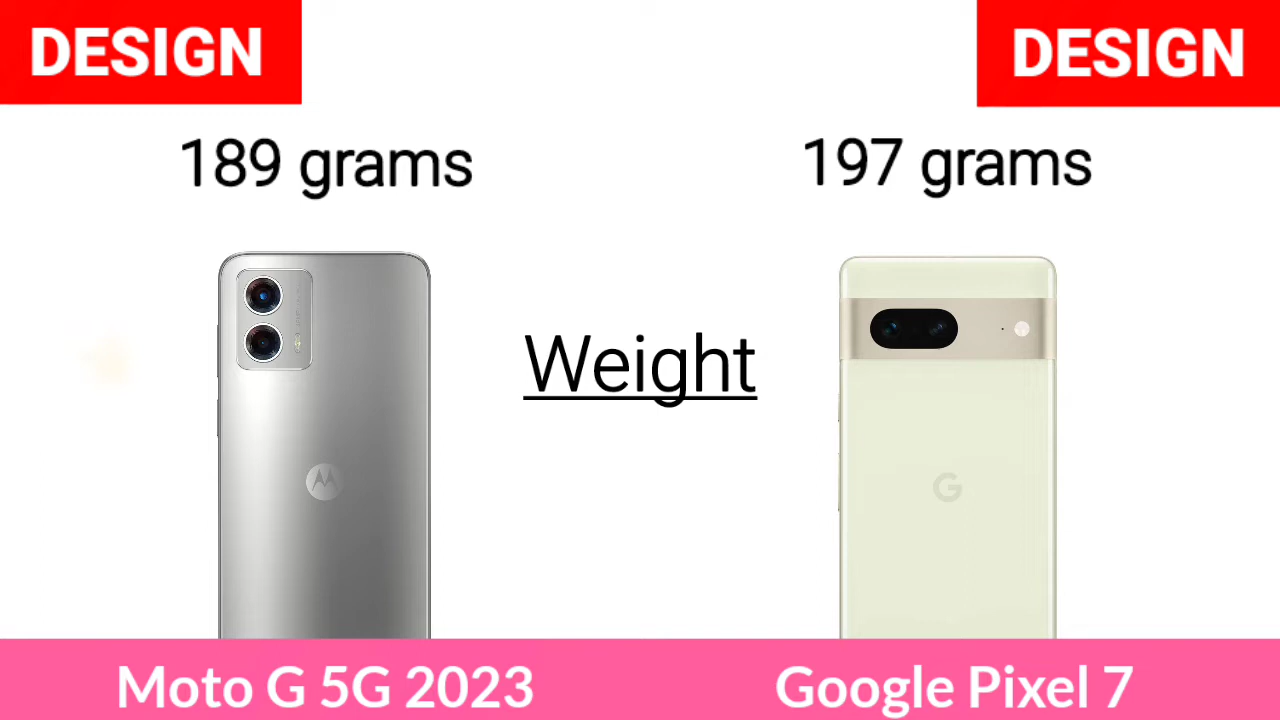 DESIGN
DESIGN
189 grams
197 grams
Weight
G
Moto G 5G 2023
Google Pixel 7